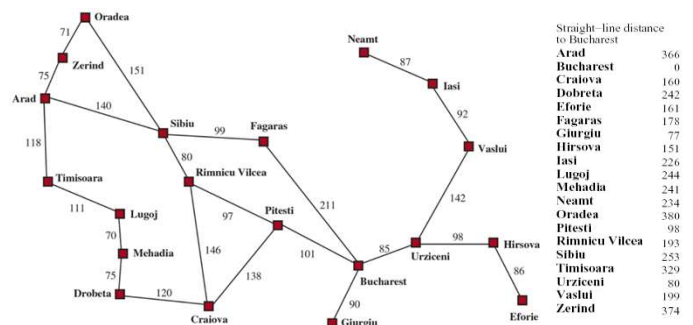 Oradea
71
Neamt
Zerind
87
75
151
Iasi
Arad
140
92
Sibiu
99
Fagaras
118
Vaslui
80
Timisoara
Rimnicu Vilcea
111
211
142
Lugoj
97
Pitesti
70
98
Hirsova
146
85
Mehadia
101
Urziceni
138
86
75
Bucharest
Drobeta
120
90
Craiova
Eforie
Giurgiu
Straight–line distance
to Bucharest
Arad 366
Bucharest 0
Craiova 160
Dobreta 242
Eforie 161
Fagaras 178
Giurgiu 77
Hirsova 151
Iasi 226
Lugoj 244
Mehadia 241
Neamt 234
Oradea 380
Pitesti 98
Rimnicu Vilcea 193
Sibiu 253
Timisoara 329
Urziceni 80
Vaslui 199
Zerind 374